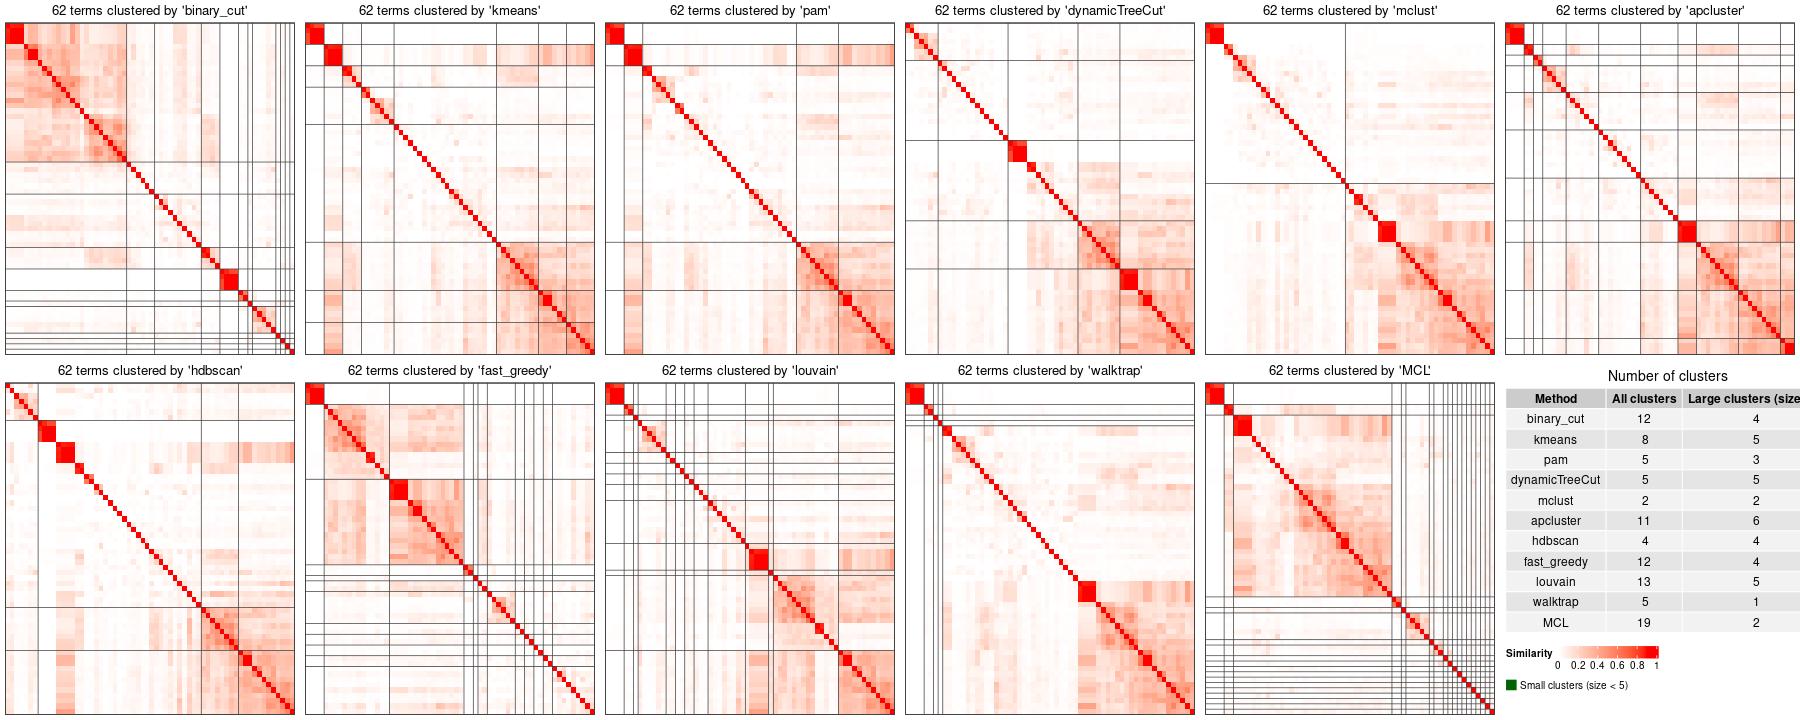 62 terms clustered by 'binary_cut'
62 terms clustered by 'kmeans'
62 terms clustered by 'pam'
62 terms clustered by 'dynamicTreeCut'
62 terms clustered by 'mclust'
62 terms clustered by 'apcluster'
62 terms clustered by 'hdbscan'
62 terms clustered by 'fast_greedy'
62 terms clustered by 'louvain'
62 terms clustered by 'walktrap'
62 terms clustered by 'MCL'
Number of clusters
Method All clusters Large clusters (size
binary_cut 12 4
kmeans 8 5
pam 5 3
dynamicTreeCut 5 5
mclust 2 2
apcluster 11 6
hdbscan 4 4
fast_greedy 12 4
louvain 13 5
walktrap 5 1
MCL 19 2
Similarity
0 0.2 0.4 0.6 0.8 1
Small clusters (size < 5)